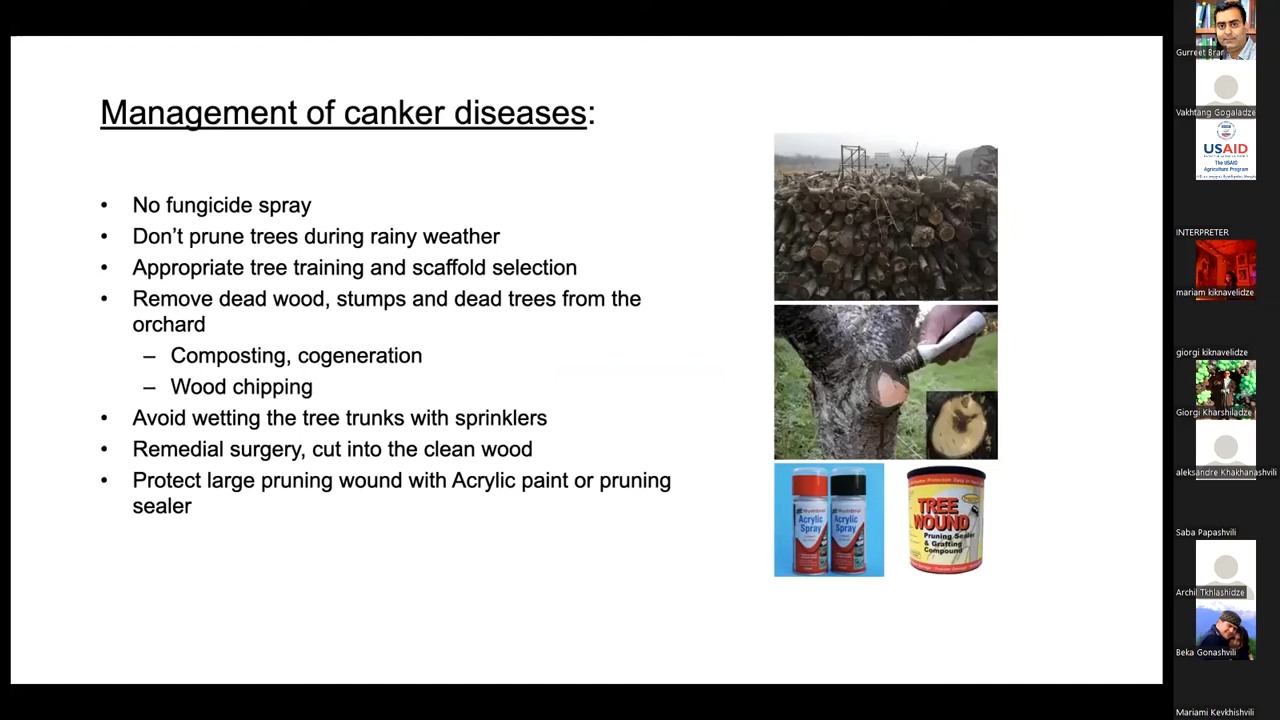 Management of canker diseases:
• No fungicide spray
• Don’t prune trees during rainy weather
• Appropriate tree training and scaffold selection
• Remove dead wood, stumps and dead trees from the
orchard
– Composting, cogeneration
– Wood chipping
• Avoid wetting the tree trunks with sprinklers
• Remedial surgery, cut into the clean wood
• Protect large pruning wound with Acrylic paint or pruning
sealer
Acrylic
Spray
Acrylic
Spray
TREE
WOUND
Pruning Sealer
& Grafting
Compound
Gurreet Brar
Vakhtang Gogaladze
USAID
The USAID
Agriculture Program
INTERPRETER
mariam kiknavelidze
giorgi kiknavelidze
Giorgi Kharshiladze
aleksandre Khakhanashvili
Saba Papashvili
Archil Tkhlashidze
Beka Gonashvili
Mariami Kevkhishvili